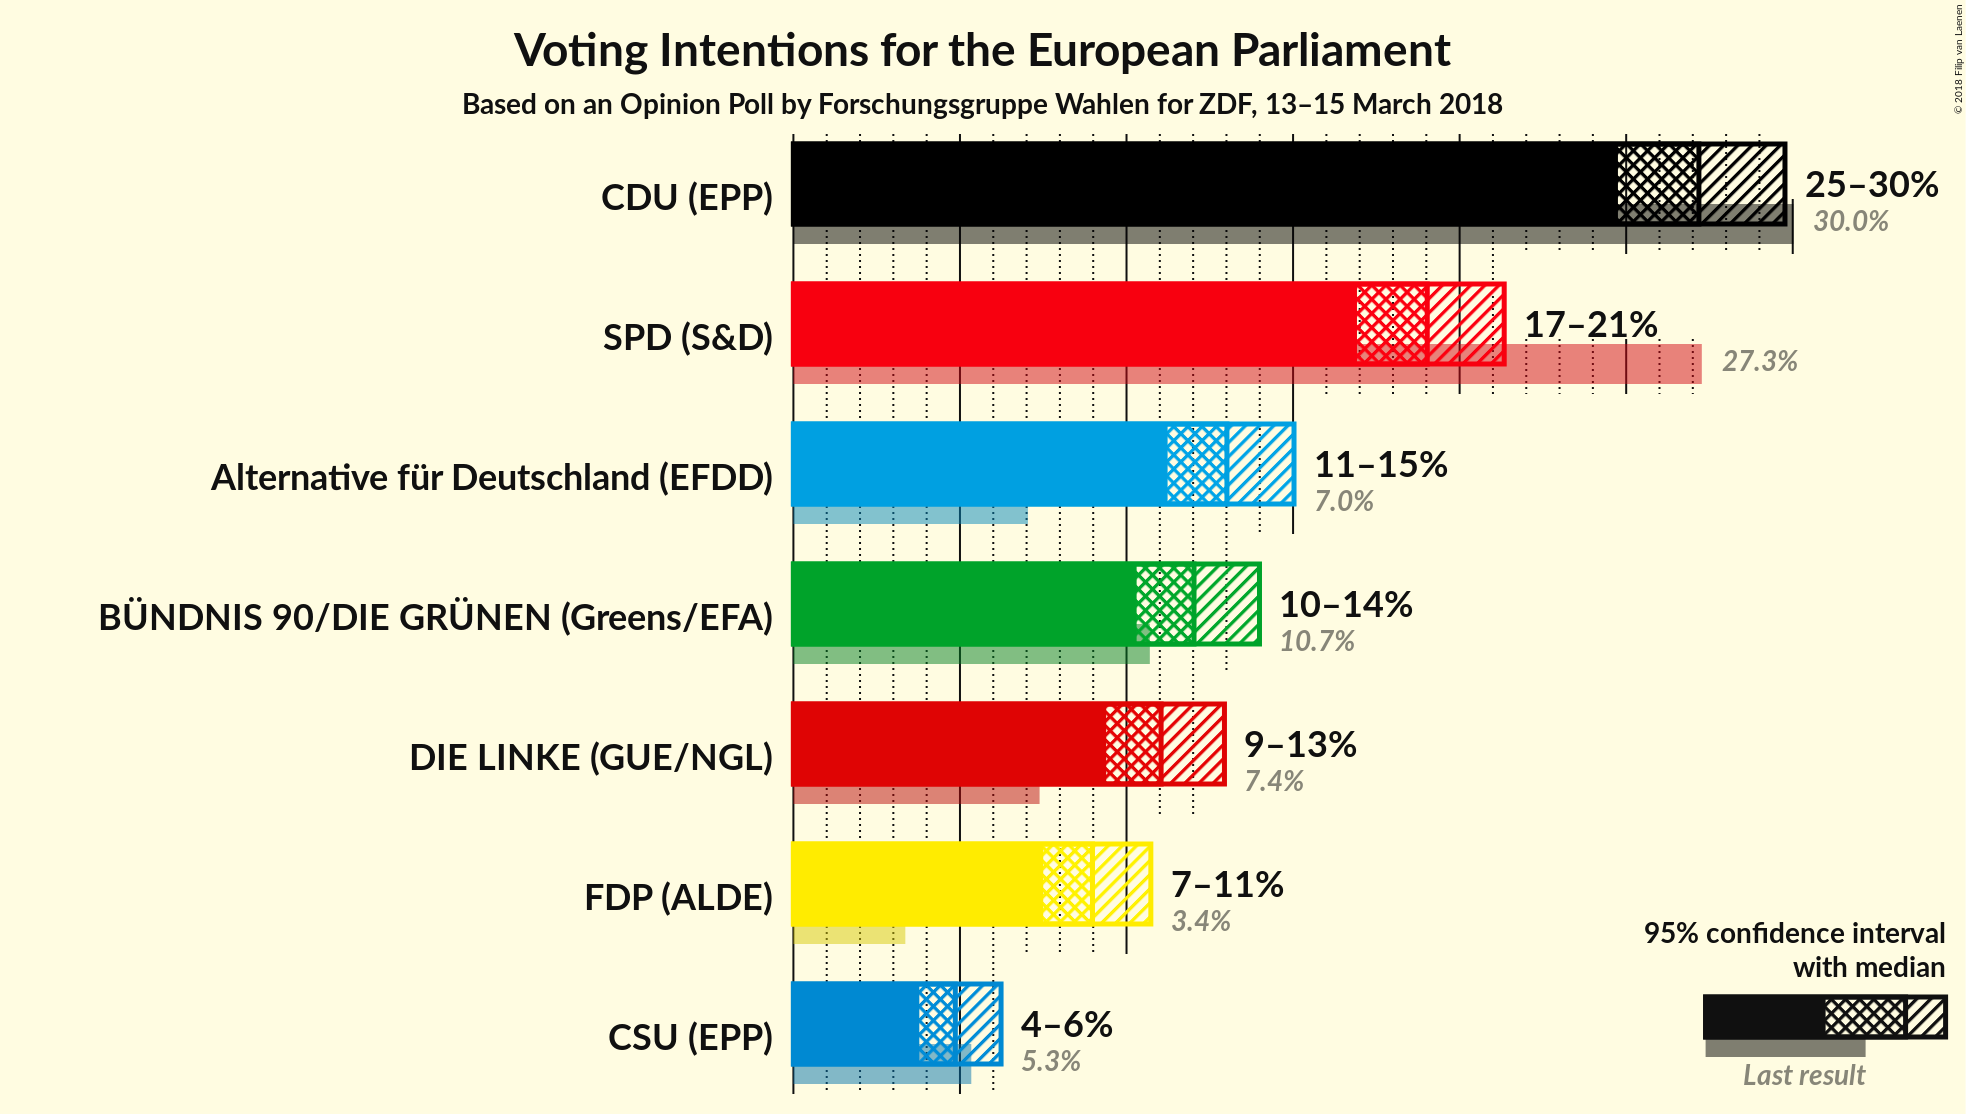 Voting Intentions for the European Parliament
Based on an Opinion Poll by Forschungsgruppe Wahlen for ZDF, 13–15 March 2018
© 2018 Filip van Laenen
CDU (EPP)
25–30%
30.0%
SPD (S&D)
17–21%
27.3%
Alternative für Deutschland (EFDD)
11–15%
7.0%
BÜNDNIS 90/DIE GRÜNEN (Greens/EFA)
10–14%
10.7%
DIE LINKE (GUE/NGL)
9–13%
7.4%
FDP (ALDE)
7–11%
3.4%
CSU (EPP)
4–6%
5.3%
95% confidence interval
with median
Last result